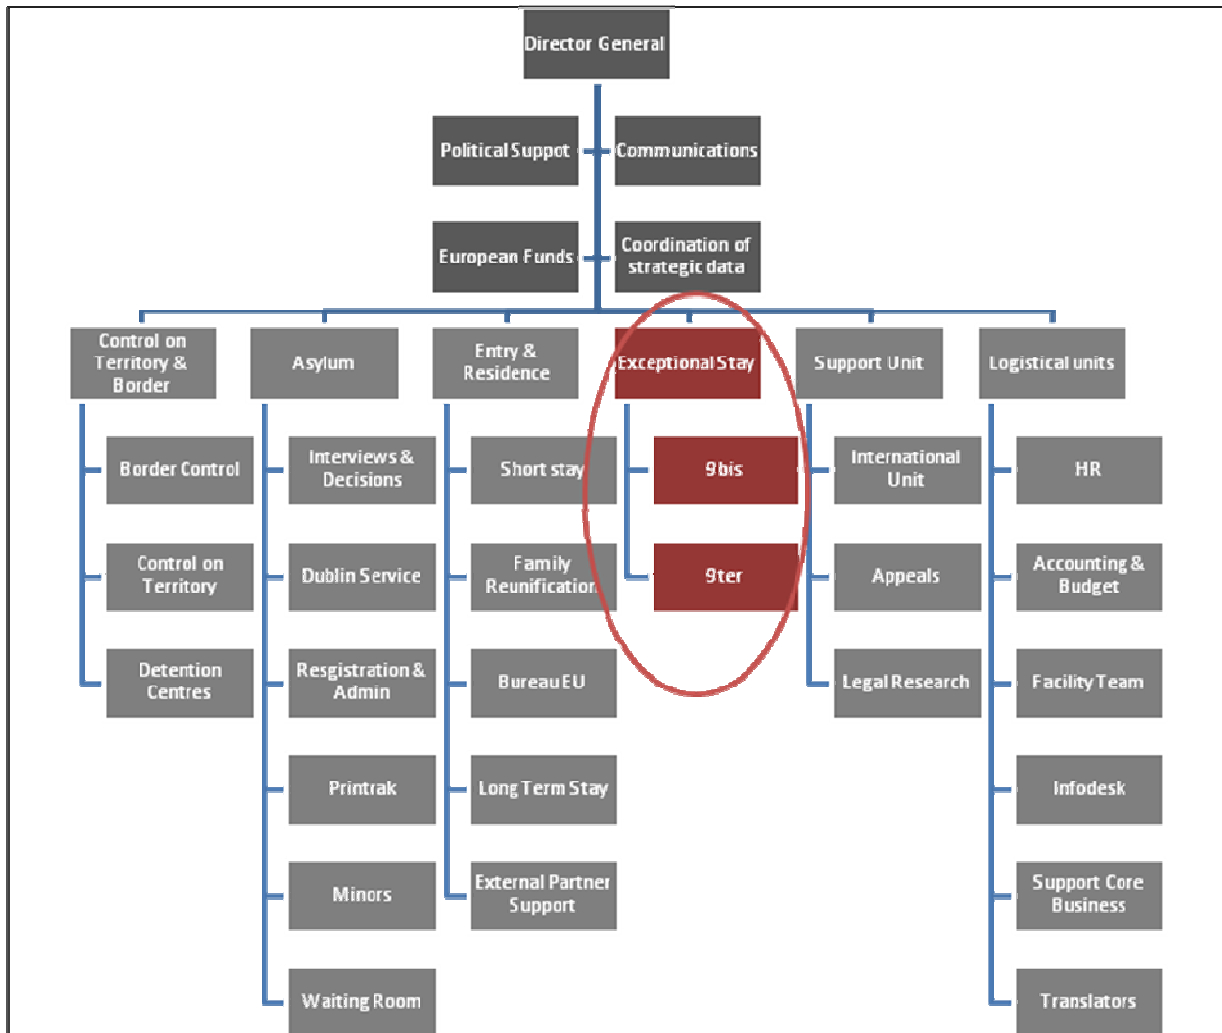 Director General
Political Suppot
Communications
European Funds
Coordination of
strategic data
Control on
Territory &
Border
Asylum
Entry &
Residence
Exceptional Stay
Support Unit
Logistical units
Border Control
Interviews &
Decisions
Short stay
9bis
International
Unit
HR
Control on
Territory
Dublin Service
Family
Reunification
9ter
Appeals
Accounting &
Budget
Detention
Centres
Resgistration &
Admin
Bureau EU
Legal Research
Facility Team
Printrak
Long Term Stay
Infodesk
Minors
External Partner
Support
Support Core
Business
Waiting Room
Translators